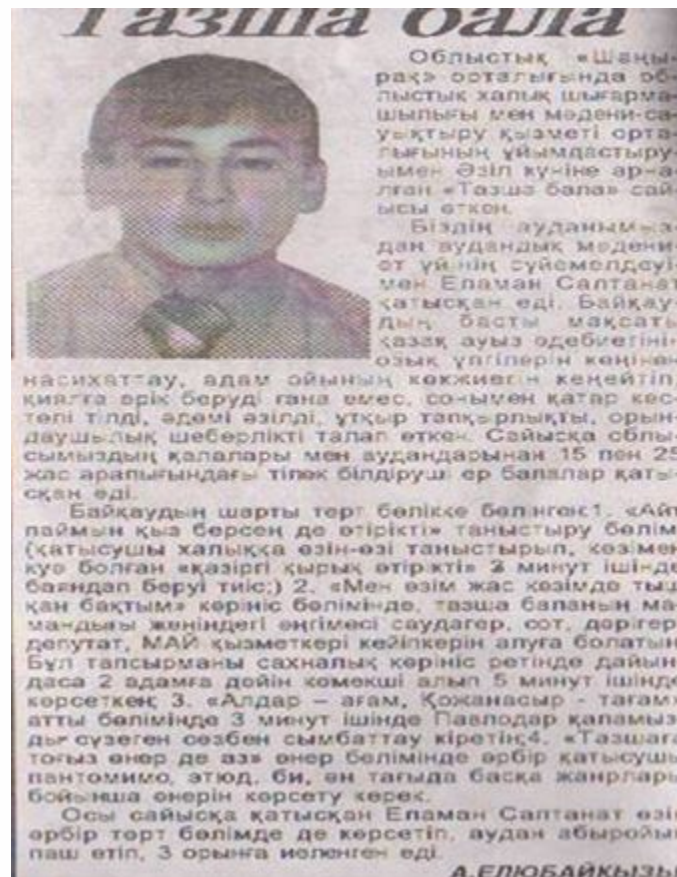 Тазша бала
Облыстық «Шаңы-
рақ» орталығында об-
лыстық халық шығарма-
шылығы мен мәдени-са-
уықтыру қызметі орта-
лығының ұйымдастыру-
ымен Әзіл күніне арна-
лған «Тазша бала» сай-
ысы өткен.
Біздің ауданымыз-
дан аудандық мәдени-
ет үйінің сүйемелдеуі-
мен Еламан Салтанат
қатысқан еді. Байқау-
дың басты мақсаты
қазақ ауыз әдебиетінің
озық үлгілерін кеңінен
насихаттау, адам ойының көкжиегін кеңейтіп,
қиялға ерік беруді ғана емес, сонымен қатар кес-
телі тілді, әдемі әзілді, ұтқыр тапқырлықты, орын-
даушылық шеберлікті талап еткен. Сайысқа облы-
сымыздың қалалары мен аудандарынан 15 пен 25
жас аралығындағы тілек білдіруші ер балалар қаты-
сқан еді.
Байқаудың шарты төрт бөлікке бөлінген:1. «Айт
паймын қыз берсең де өтірікті» таныстыру бөлім
(қатысушы халыққа өзін-өзі таныстырып, көзімен
куә болған «қазіргі қырық өтірікті» 3 минут ішінде
баяндап беруі тиіс;) 2. «Мен өзім жас кезімде тыш
қан бақтым» көрініс бөлімінде, тазша баланың ма-
мандығы жөніндегі әңгімесі саудагер, сот, дәрігер
депутат, МАЙ қызметкері кейіпкерін алуға болатын
Бұл тапсырманы сахналық көрініс ретінде дайын
даса 2 адамға дейін көмекші алып 5 минут ішінде
көрсеткен; 3. «Алдар – ағам, Қожанасыр - тағам»
атты бөлімінде 3 минут ішінде Павлодар қаламыз
ды сүзеген сөзбен сымбаттау кіретін;4. «Тазшаға
тоғыз өнер де аз» өнер бөлімінде әрбір қатысушы
пантомимо, этюд, би, ән тағыда басқа жанрлары
бойынша өнерін көрсету керек.
Осы сайысқа қатысқан Еламан Салтанат өзін
әрбір төрт бөлімде де көрсетіп, аудан абыройын
паш етіп, 3 орынға иеленген еді.
А.ЕЛЮБАЙҚЫЗЫ